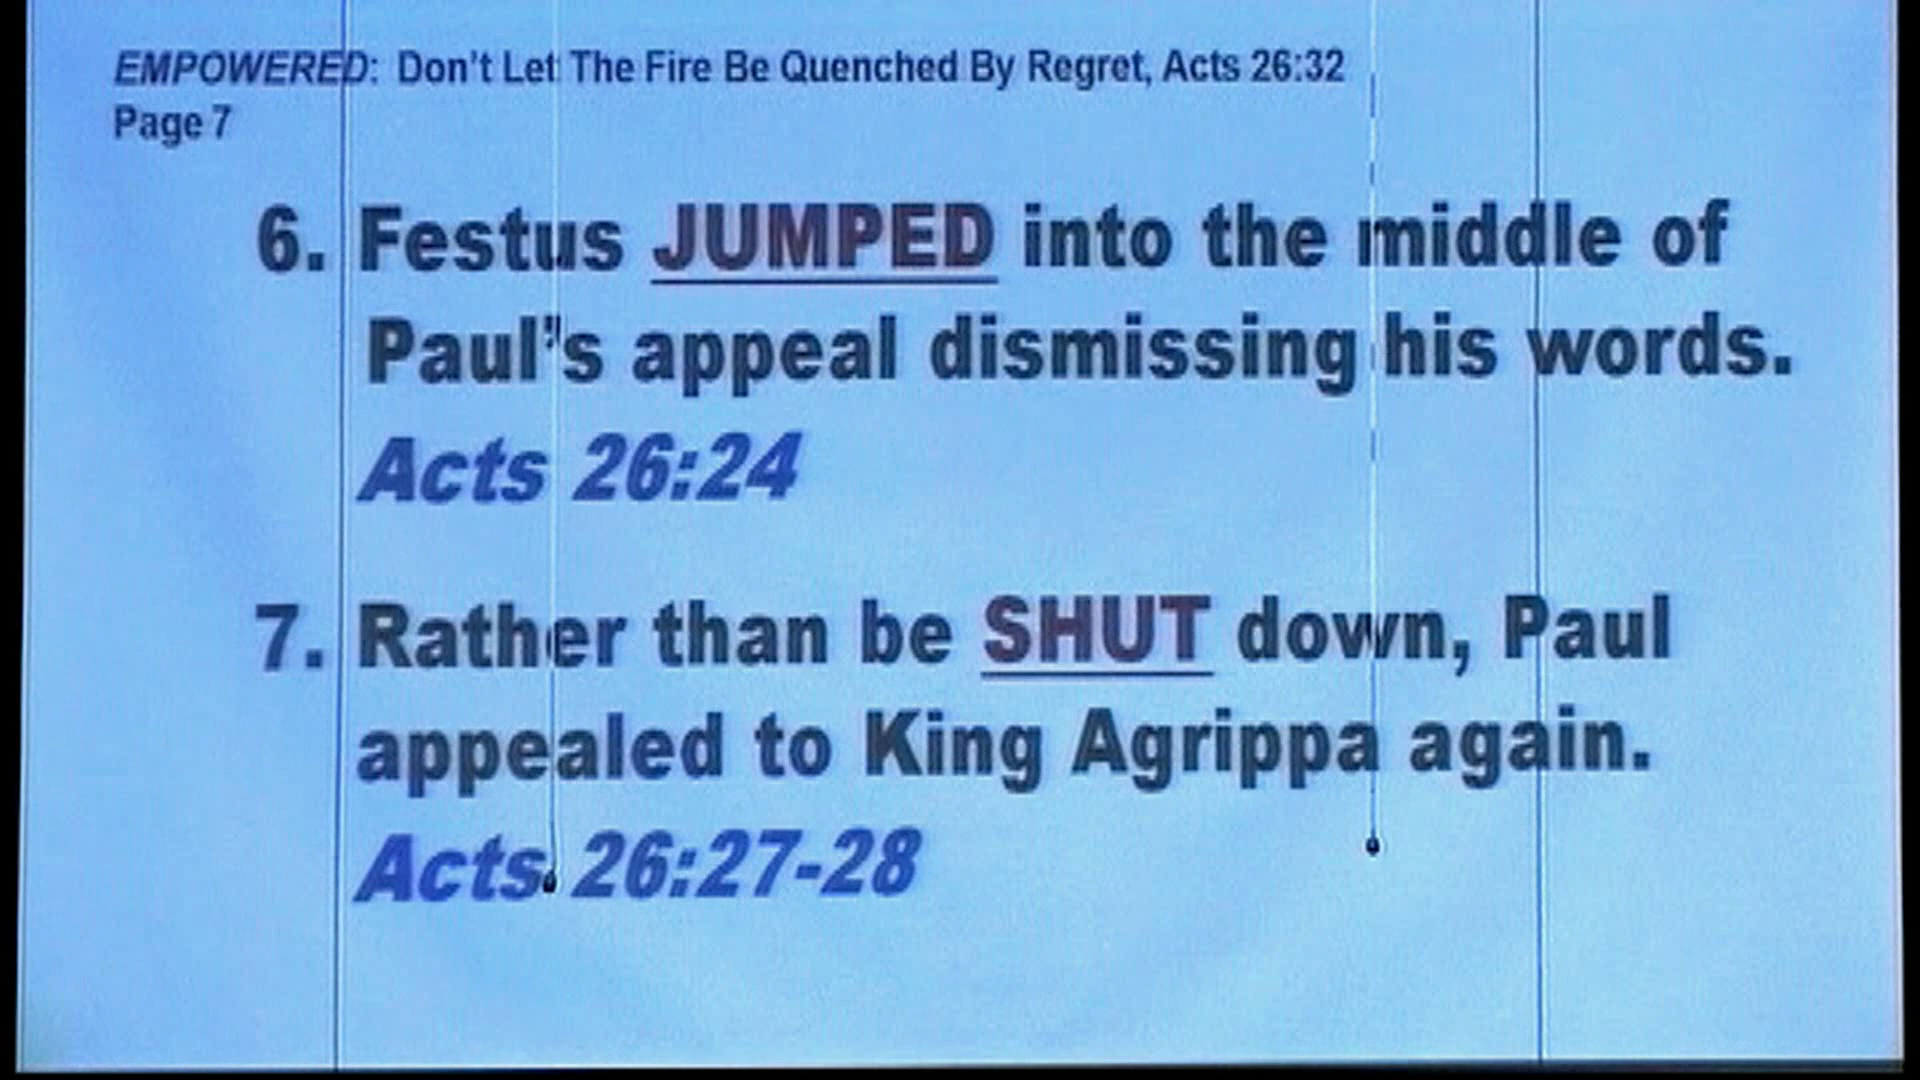 EMPOWERED: Don't Let The Fire Be Quenched By Regret, Acts 26:32
Page 7
6. Festus JUMPED into the middle of
Paul's appeal dismissing his words.
Acts 26:24
7. Rather than be SHUT down, Paul
appealed to King Agrippa again.
Acts 26:27-28